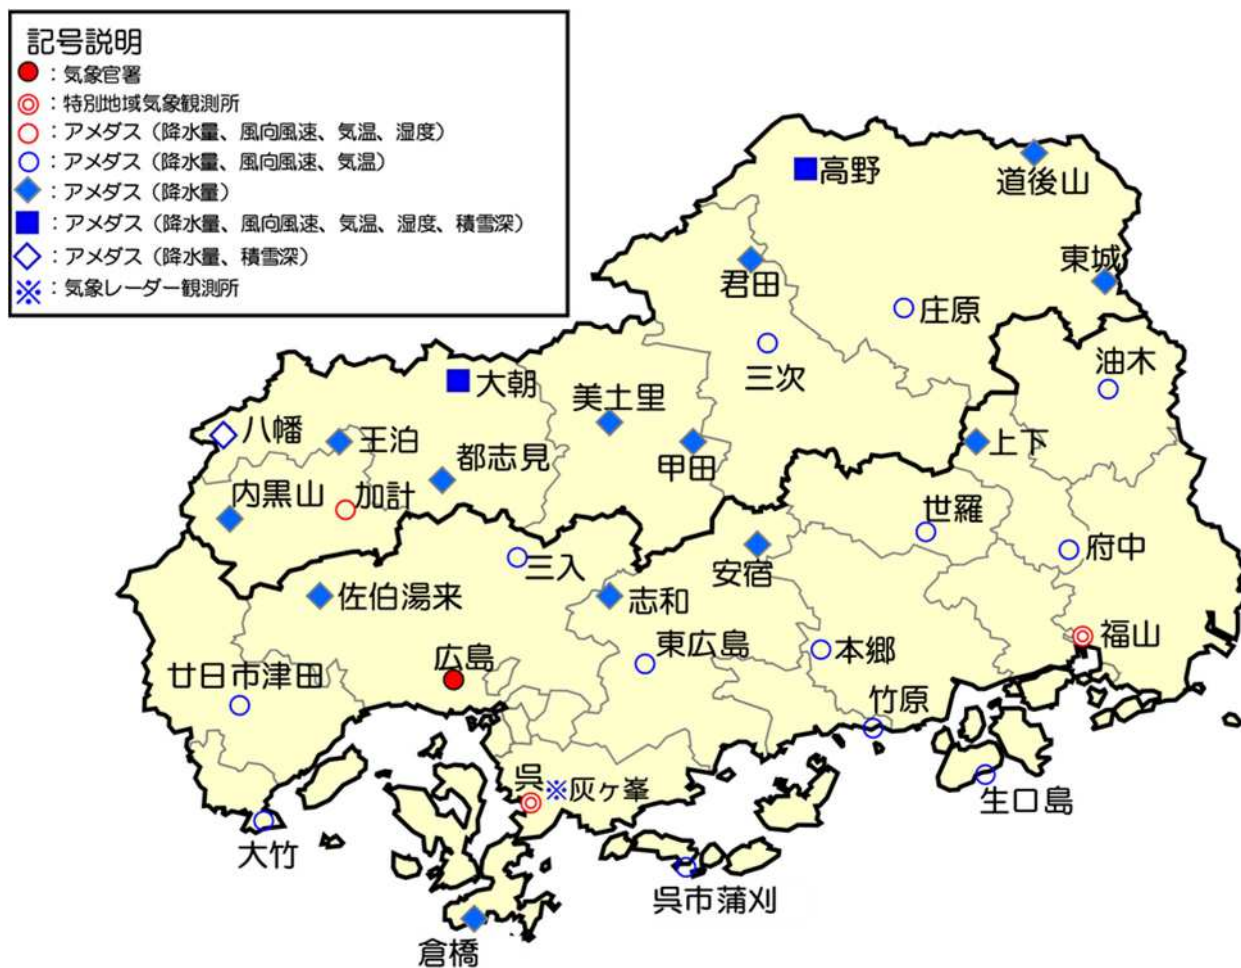 記号説明
：気象官署
：特別地域気象観測所
：アメダス（降水量、風向風速、気温、湿度）
：アメダス（降水量、風向風速、気温）
：アメダス（降水量）
：アメダス（降水量、風向風速、気温、湿度、積雪深）
：アメダス（降水量、積雪深）
※：気象レーダー観測所
高野
道後山
君田
東城
庄原
三次
油木
大朝
美土里
八幡
王泊
都志見
甲田
上下
内黒山
加計
世羅
三入
安宿
府中
佐伯湯来
志和
東広島
本郷
福山
広島
廿日市津田
竹原
呉
※灰ヶ峯
生口島
大竹
呉市蒲刈
倉橋